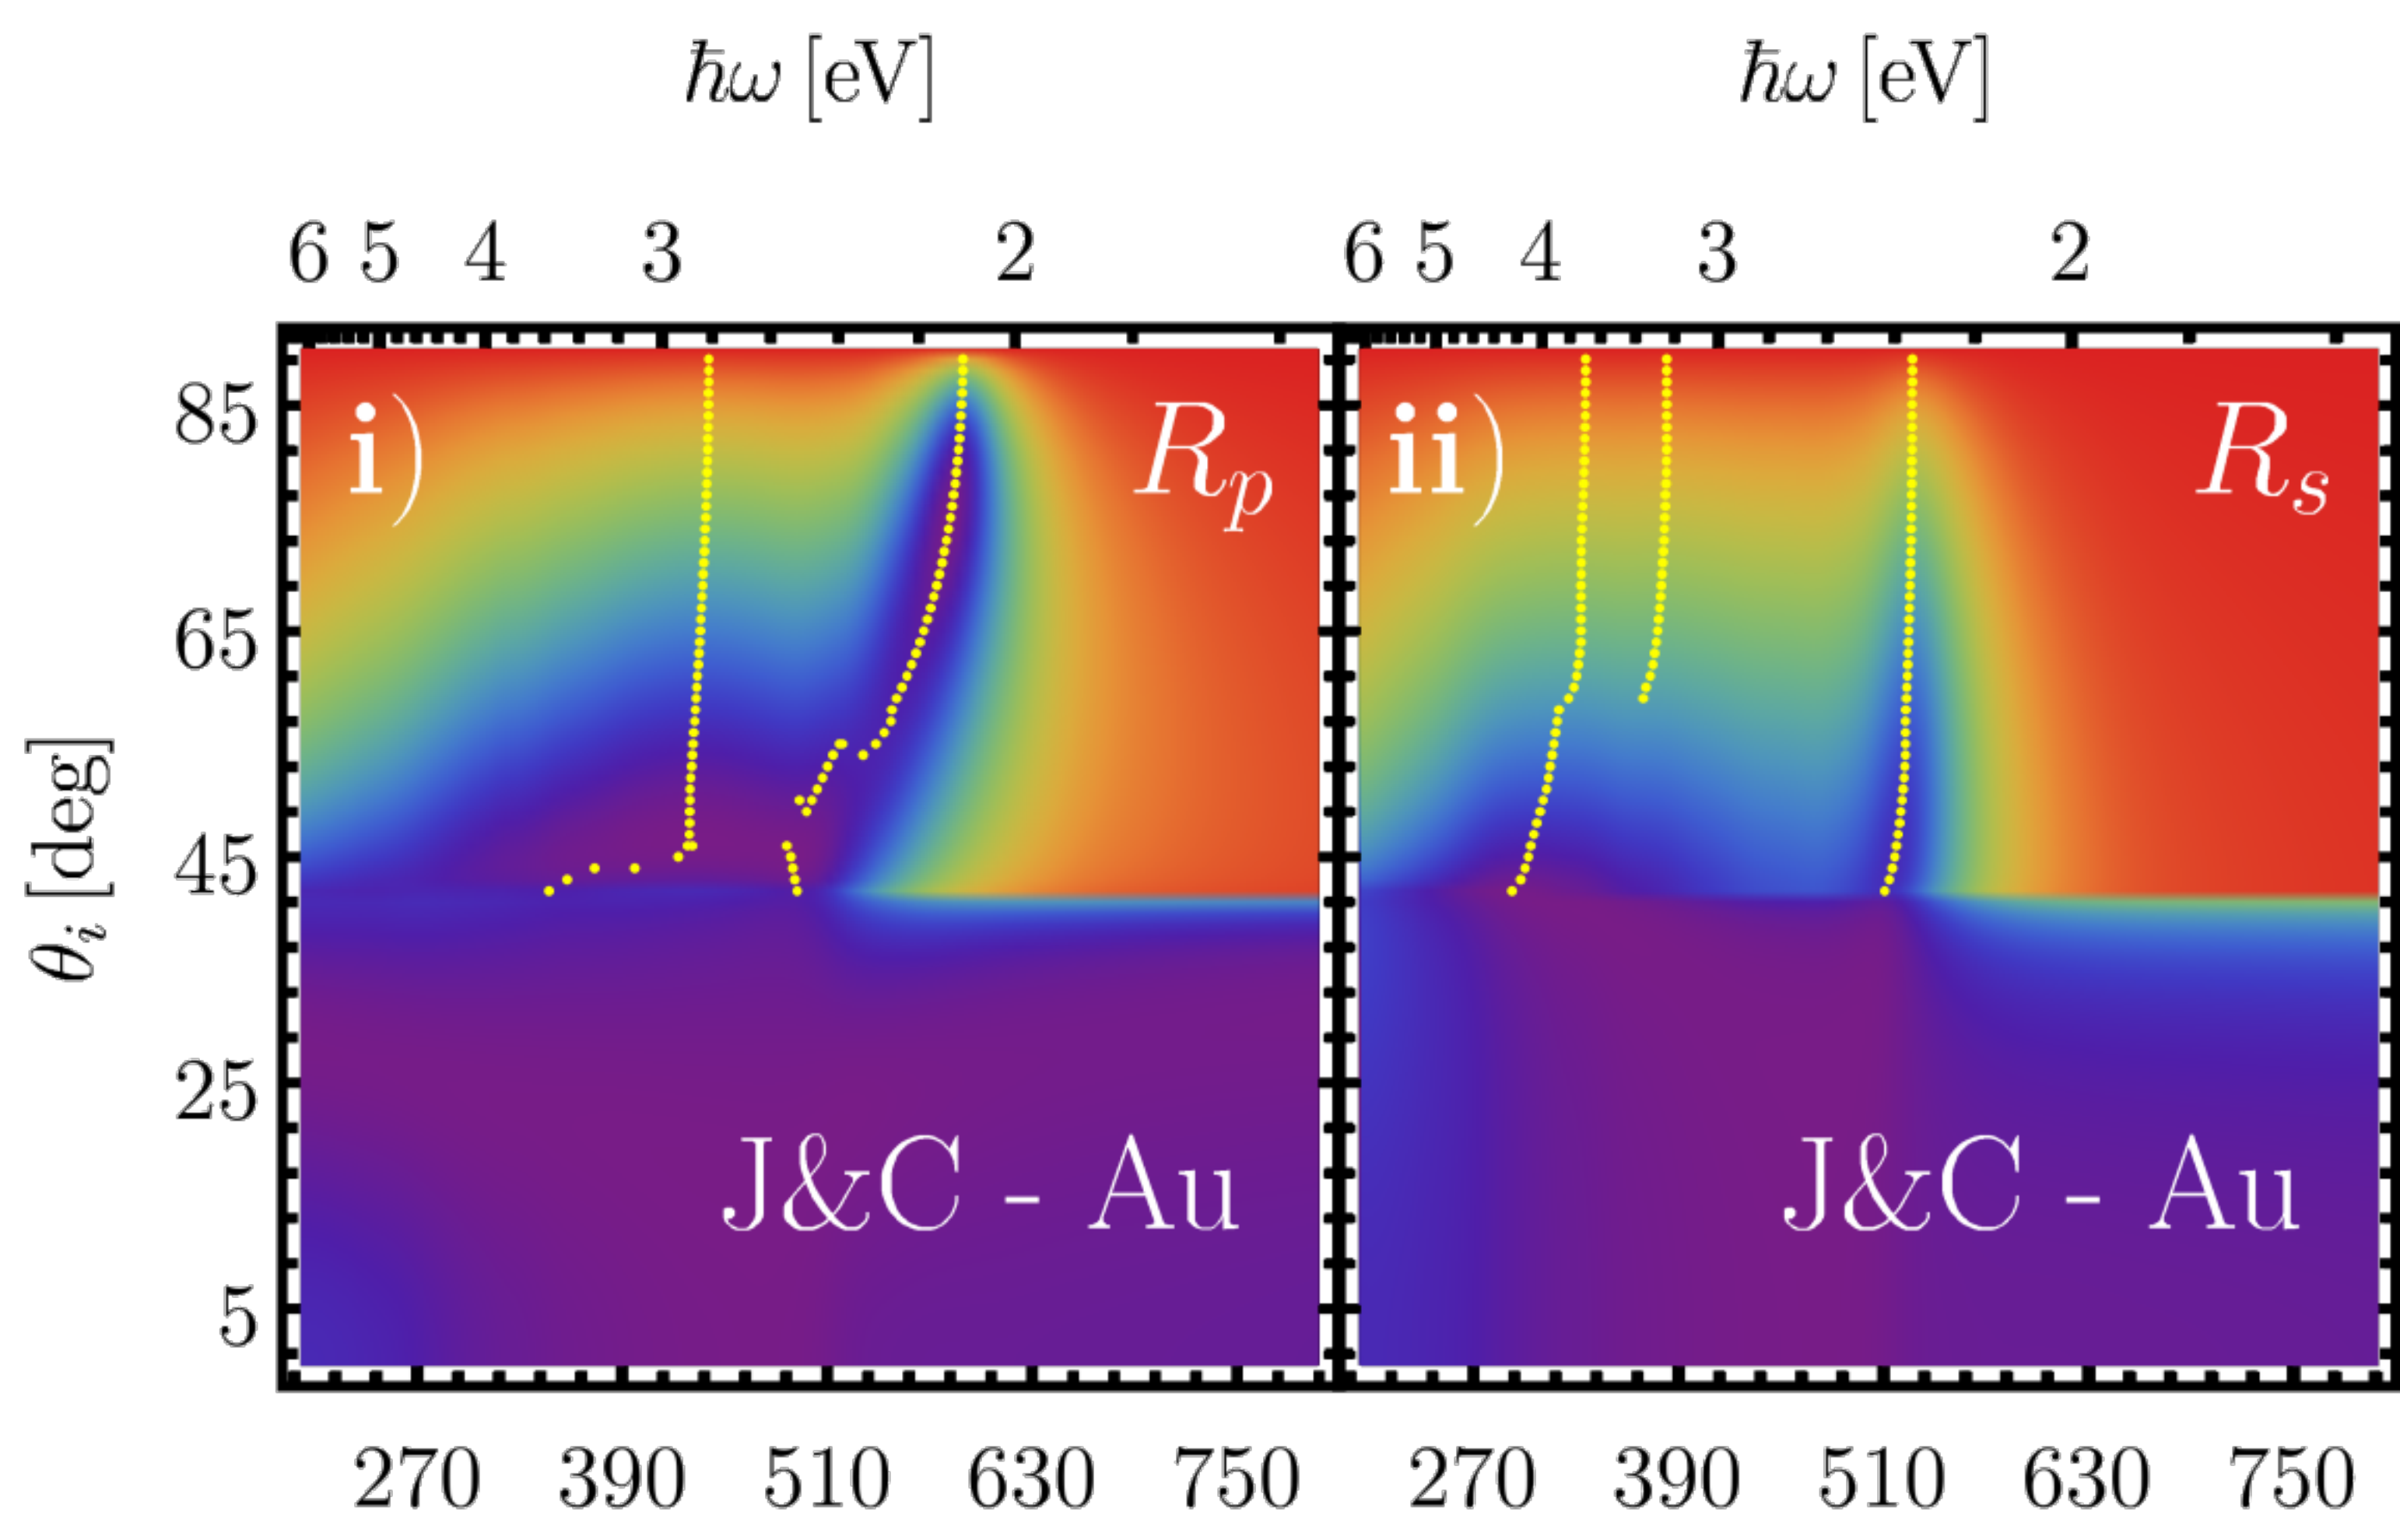 ħω [eV] ħω [eV]
6 5 4 3 2 6 5 4 3 2
85
65
45
25
5
θi [deg]
i) Rp
ii) Rs
J&C - Au J&C - Au
270 390 510 630 750 270 390 510 630 750